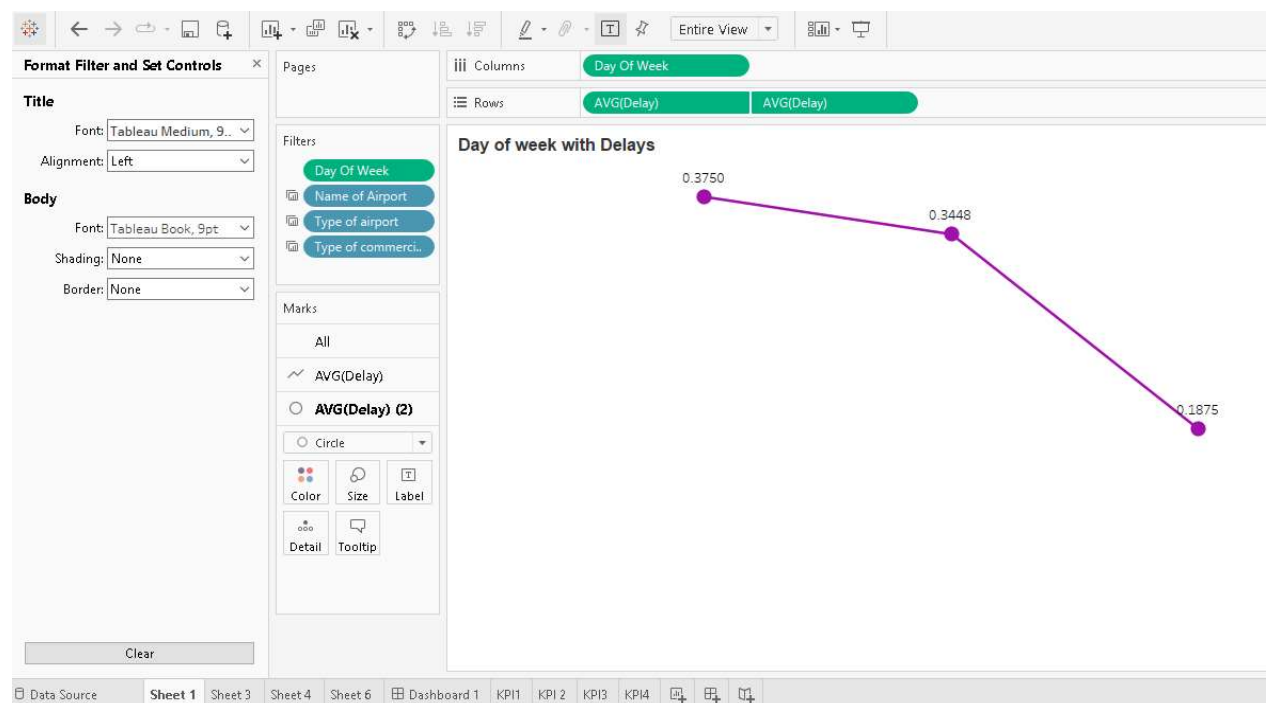 Entire View
Format Filter and Set Controls
Title
Font: Tableau Medium, 9..
Alignment: Left
Body
Font: Tableau Book, 9pt
Shading: None
Border: None
Clear
Pages
Filters
Day Of Week
Name of Airport
Type of airport
Type of commerci..
Marks
All
AVG(Delay)
AVG(Delay) (2)
Circle
Color Size Label
Detail Tooltip
iii Columns Day Of Week
Rows AVG(Delay) AVG(Delay)
Day of week with Delays
0.3750
0.3448
0.1875
Data Source Sheet 1 Sheet 3 Sheet 4 Sheet 6 Dashboard 1 KPI1 KPI 2 KPI3 KPI4